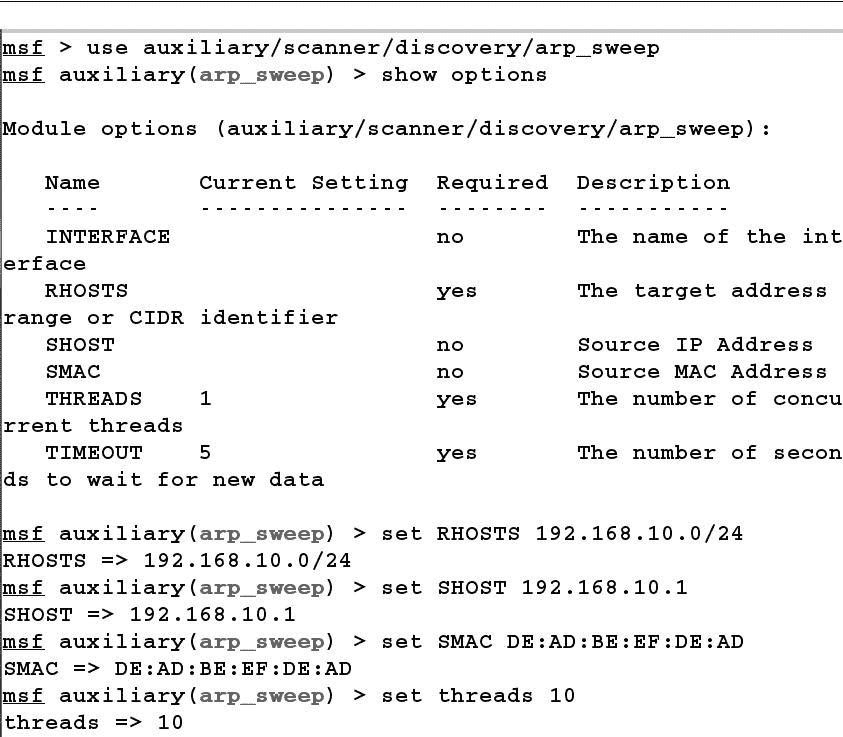 msf > use auxiliary/scanner/discovery/arp_sweep
msf auxiliary(arp_sweep) > show options
Module options (auxiliary/scanner/discovery/arp_sweep):
Name Current Setting Required Description
---- --------------- -------- -----------
INTERFACE no The name of the int
erface
RHOSTS yes The target address
range or CIDR identifier
SHOST no Source IP Address
SMAC no Source MAC Address
THREADS 1 yes The number of concu
rrent threads
TIMEOUT 5 yes The number of secon
ds to wait for new data
msf auxiliary(arp_sweep) > set RHOSTS 192.168.10.0/24
RHOSTS => 192.168.10.0/24
msf auxiliary(arp_sweep) > set SHOST 192.168.10.1
SHOST => 192.168.10.1
msf auxiliary(arp_sweep) > set SMAC DE:AD:BE:EF:DE:AD
SMAC => DE:AD:BE:EF:DE:AD
msf auxiliary(arp_sweep) > set threads 10
threads => 10